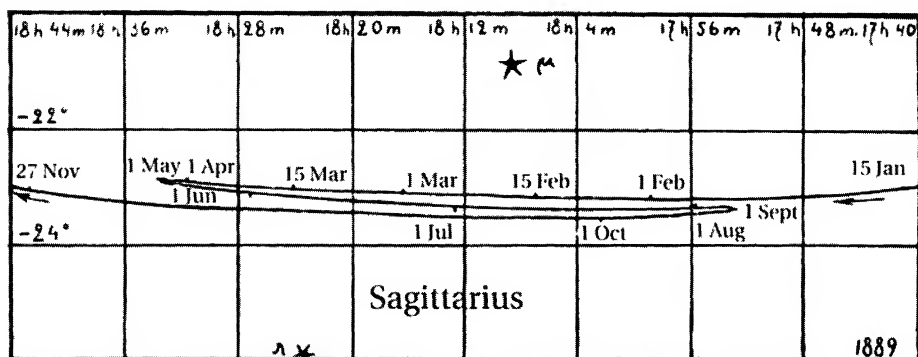 18h 44m 18h 36m 18h 28m 18h 20m 18h 12m 18h 4m 17h 56m 17h 48m. 17h 40
μ
-22°
27 Nov 1 May 1 Apr 15 Mar 1 Mar 15 Feb 1 Feb 15 Jan
1 Jun 1 Sept
-24° 1 Jul 1 Oct 1 Aug
Sagittarius
λ 1889